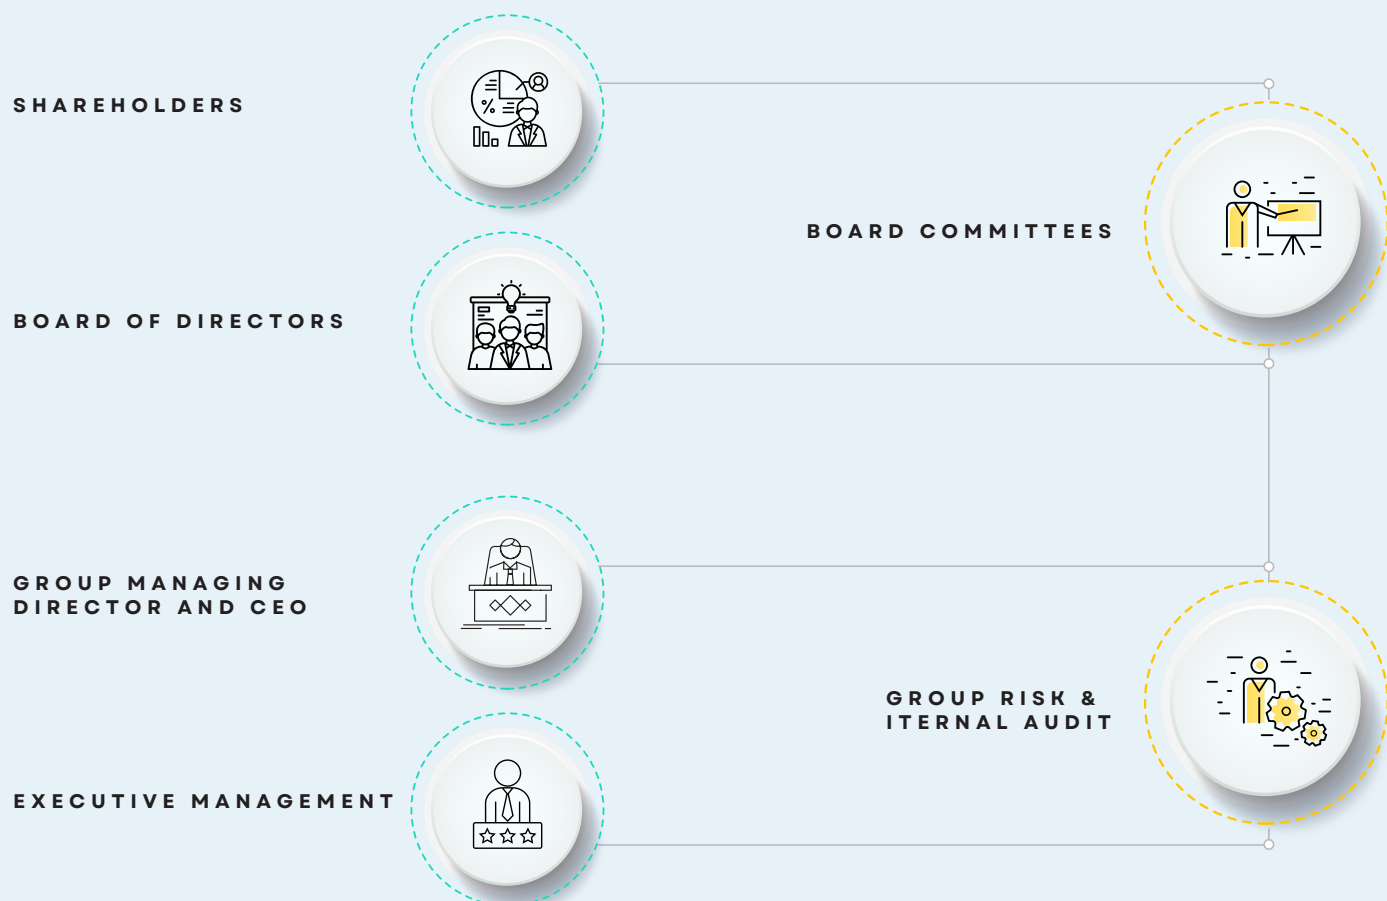 SHAREHOLDERS
BOARD COMMITTEES
BOARD OF DIRECTORS
GROUP MANAGING
DIRECTOR AND CEO
GROUP RISK &
ITERNAL AUDIT
EXECUTIVE MANAGEMENT